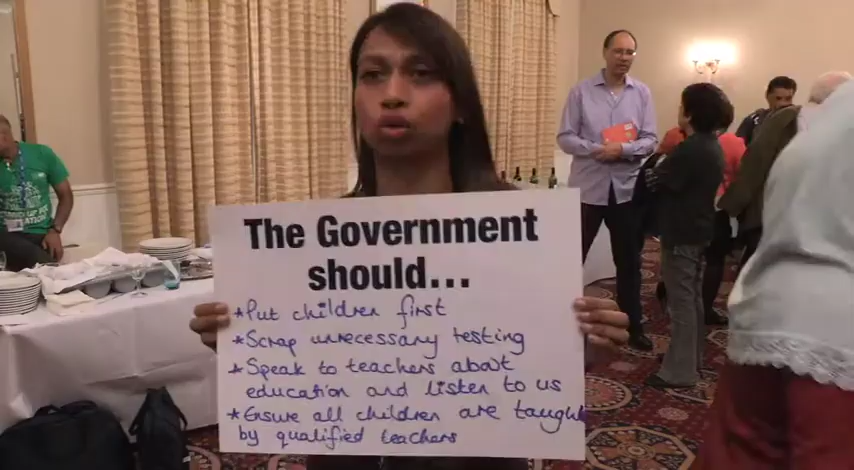 The Government
should...
*Put children first
*Scrap unnecessary testing
*Speak to teachers about
education and listen to us
*Ensure all children are taught
by qualified teachers